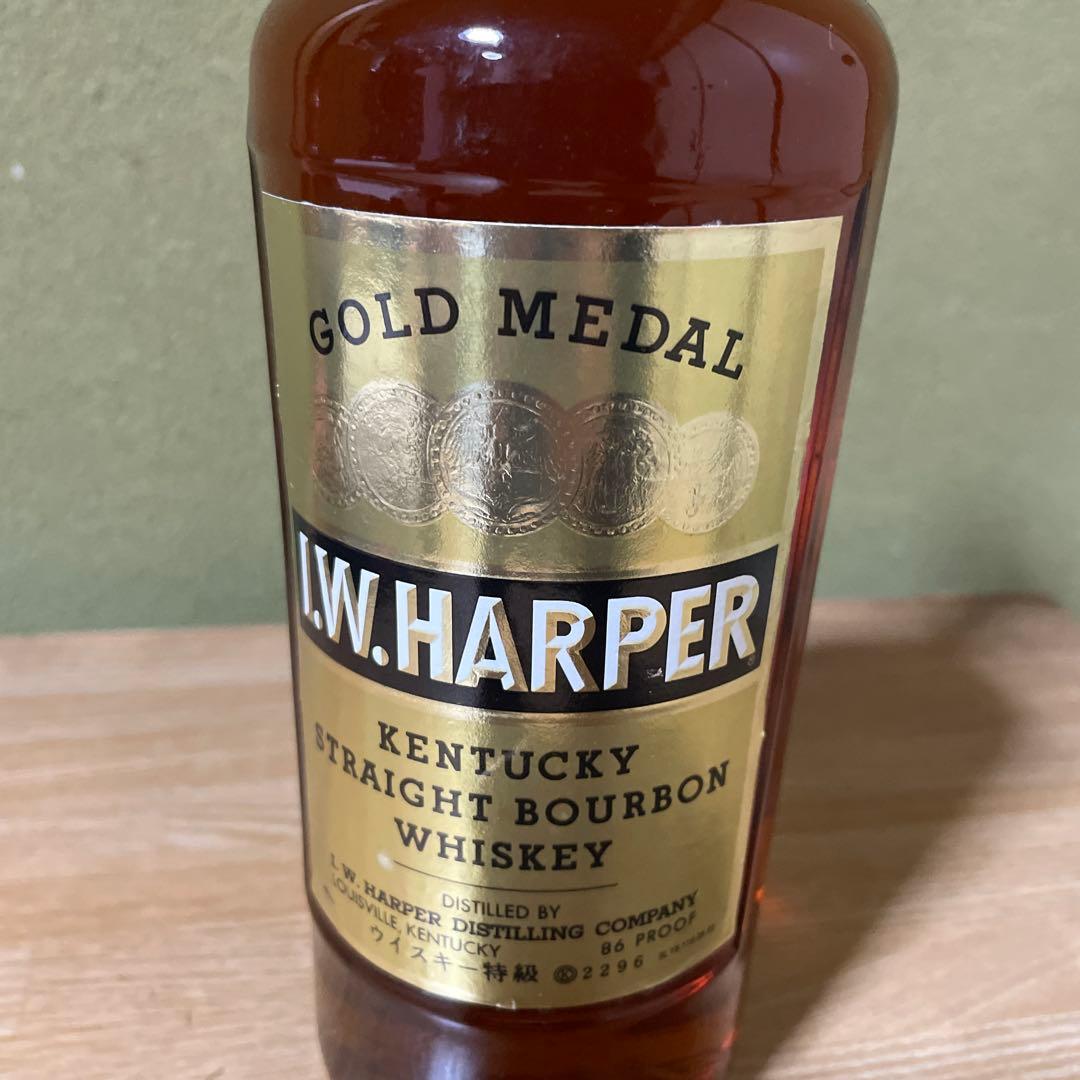 GOLD MEDAL
I.W. HARPER
KENTUCKY
STRAIGHT BOURBON
WHISKEY
DISTILLED BY
I. W. HARPER DISTILLING COMPANY
LOUISVILLE, KENTUCKY 86 PROOF
ウイスキー特級 Ⓚ2296